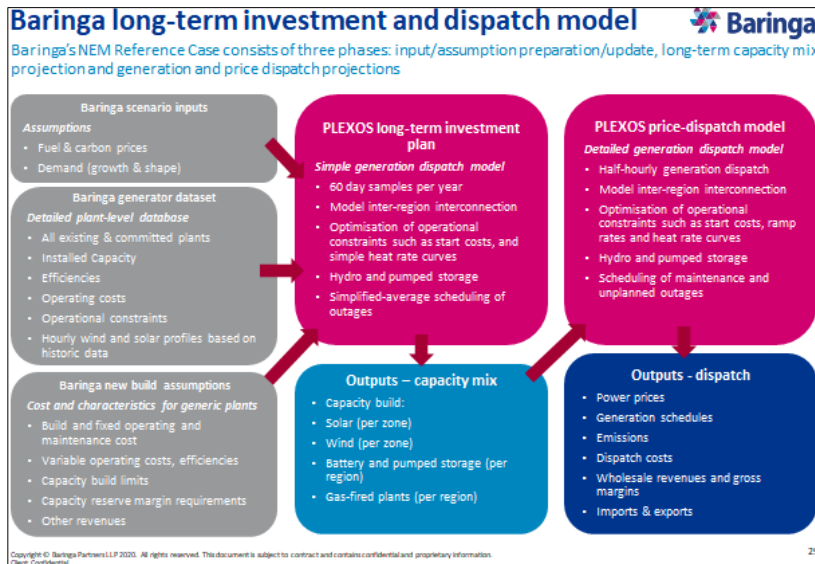 Baringa long-term investment and dispatch model
Baringa
Baringa's NEM Reference Case consists of three phases: input/assumption preparation/update, long-term capacity mix
projection and generation and price dispatch projections
Baringa scenario inputs
Assumptions
• Fuel & carbon prices
• Demand (growth & shape)
Baringa generator dataset
Detailed plant-level database
• All existing & committed plants
• Installed Capacity
• Efficiencies
• Operating costs
• Operational constraints
• Hourly wind and solar profiles based on
historic data
Baringa new build assumptions
Cost and characteristics for generic plants
• Build and fixed operating and
maintenance cost
• Variable operating costs, efficiencies
• Capacity build limits
• Capacity reserve margin requirements
• Other revenues
PLEXOS long-term investment
plan
Simple generation dispatch model
• 60 day samples per year
• Model inter-region interconnection
• Optimisation of operational
constraints such as start costs, and
simple heat rate curves
• Hydro and pumped storage
• Simplified-average scheduling of
outages
Outputs – capacity mix
• Capacity build:
• Solar (per zone)
• Wind (per zone)
• Battery and pumped storage (per
region)
• Gas-fired plants (per region)
PLEXOS price-dispatch model
Detailed generation dispatch model
• Half-hourly generation dispatch
• Model inter-region interconnection
• Optimisation of operational
constraints such as start costs, ramp
rates and heat rate curves
• Hydro and pumped storage
• Scheduling of maintenance and
unplanned outages
Outputs - dispatch
• Power prices
• Generation schedules
• Emissions
• Dispatch costs
• Wholesale revenues and gross
margins
• Imports & exports
Copyright © Baringa Partners LLP 2020. All rights reserved. This document is subject to contract and contains confidential and proprietary information.
Client Confidential